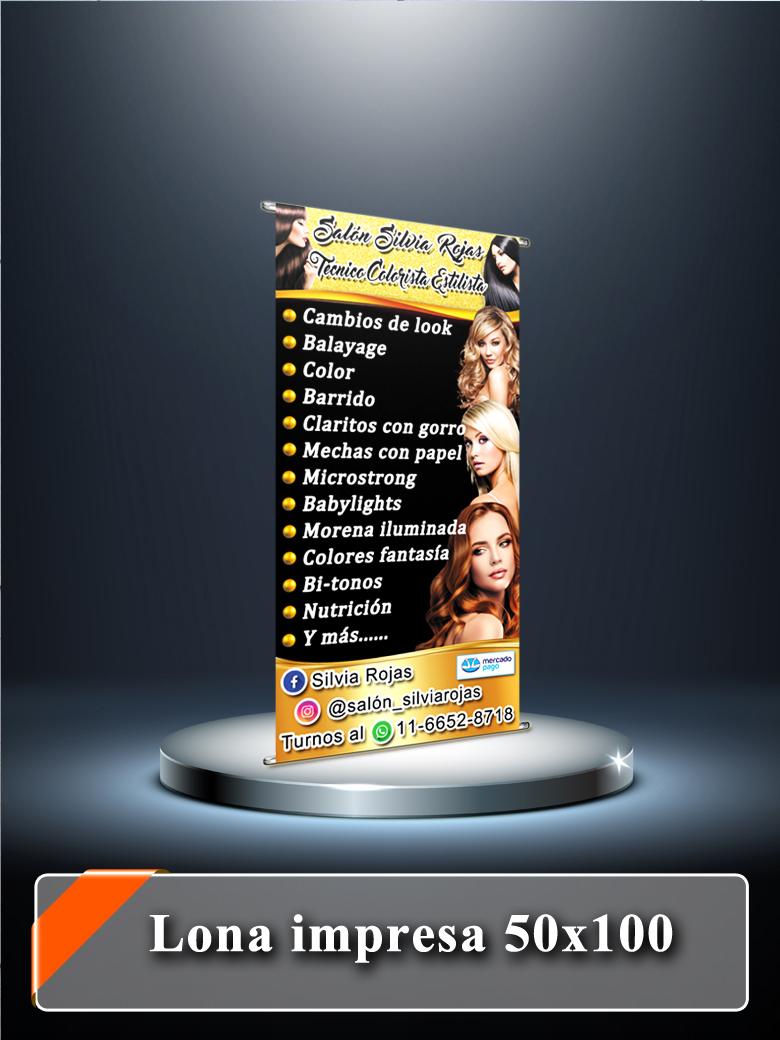 Salón Silvia Rojas
Técnico Colorista Estilista
Cambios de look
Balayage
Color
Barrido
Claritos con gorro
Mechas con papel
Microstrong
Babylights
Morena iluminada
Colores fantasía
Bi-tonos
Nutrición
Y más......
mercado
pago
Silvia Rojas
@salón_silviarojas
Turnos al 11-6652-8718
Lona impresa 50x100